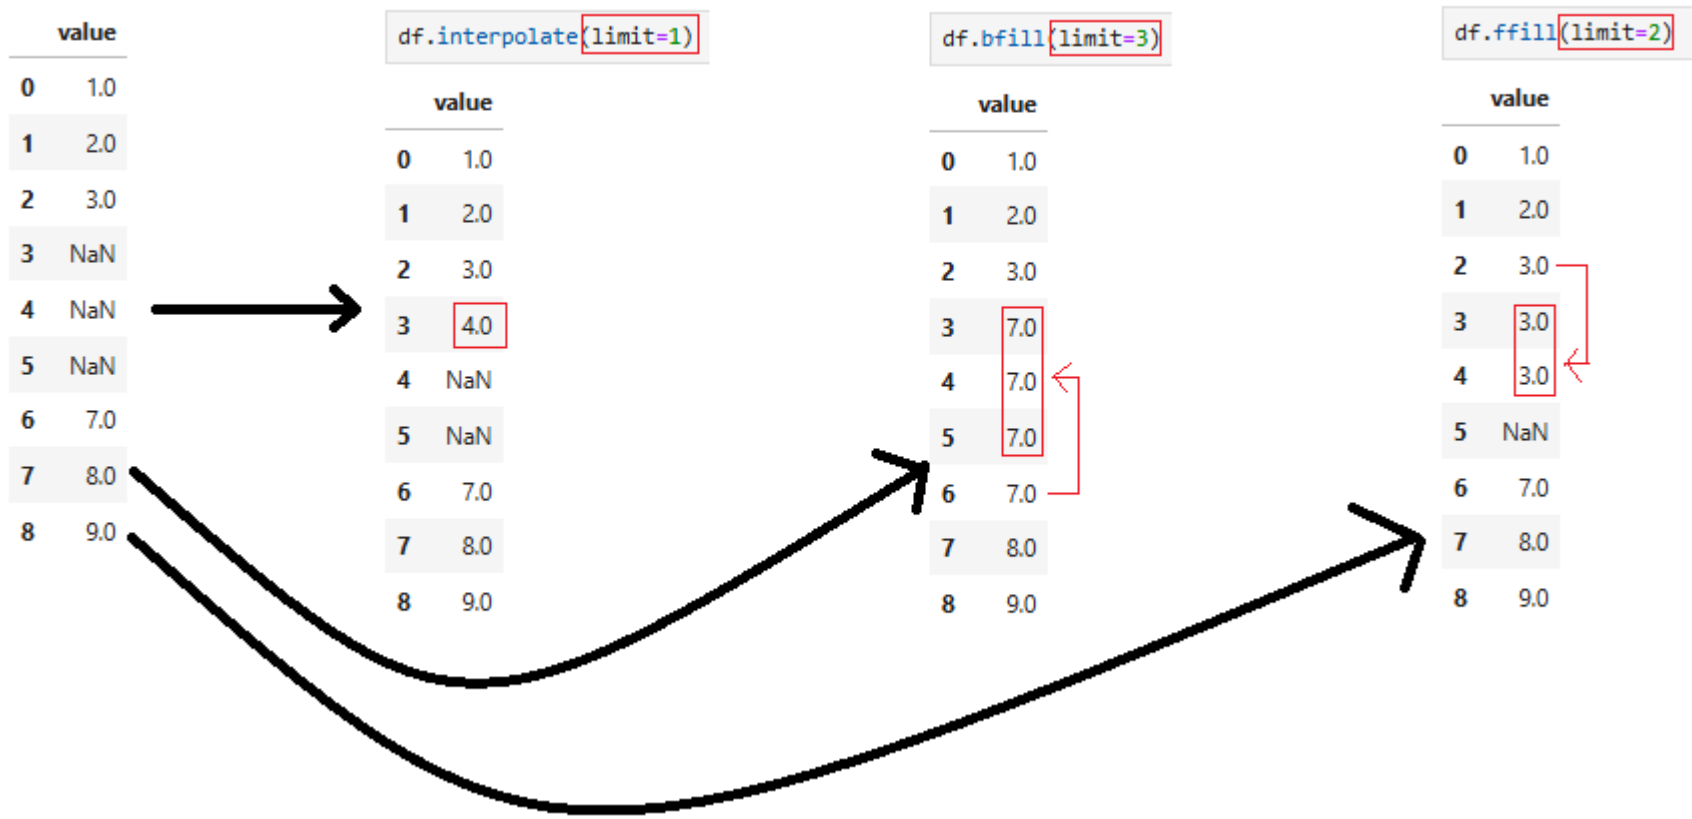 value
0 1.0
1 2.0
2 3.0
3 NaN
4 NaN
5 NaN
6 7.0
7 8.0
8 9.0
df.interpolate(limit=1)
value
0 1.0
1 2.0
2 3.0
3 4.0
4 NaN
5 NaN
6 7.0
7 8.0
8 9.0
df.bfill(limit=3)
value
0 1.0
1 2.0
2 3.0
3 7.0
4 7.0
5 7.0
6 7.0
7 8.0
8 9.0
df.ffill(limit=2)
value
0 1.0
1 2.0
2 3.0
3 3.0
4 3.0
5 NaN
6 7.0
7 8.0
8 9.0